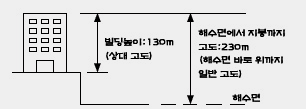 빌딩높이:130m
(상대 고도)
해수면에서 지붕까지
고도:230m
(해수면 바로 위까지
일반 고도)
해수면